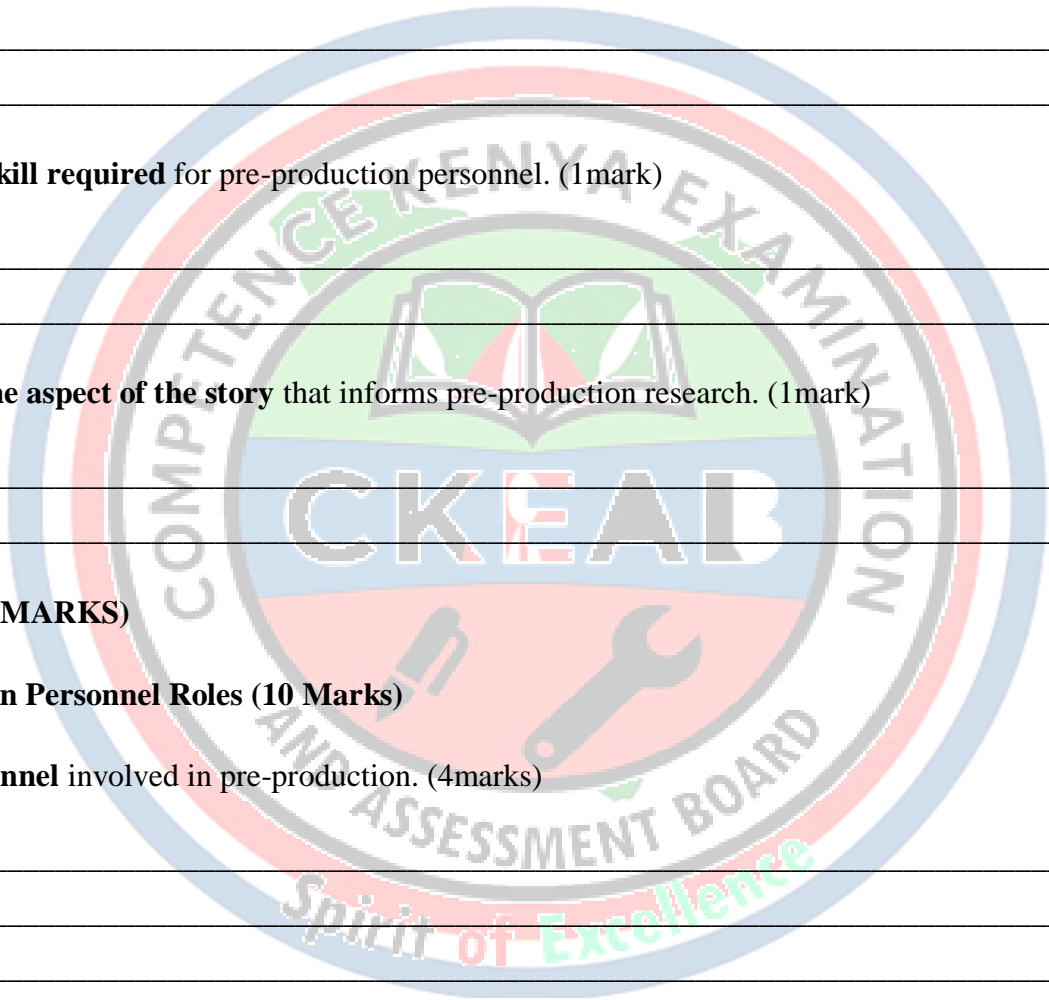 kill required for pre-production personnel. (1mark)
ne aspect of the story that informs pre-production research. (1mark)
MARKS)
n Personnel Roles (10 Marks)
nnel involved in pre-production. (4marks)
COMPETENCE KENYA EXAMINATION
CKEAB
AND ASSESSMENT BOARD
Spirit of Excellence